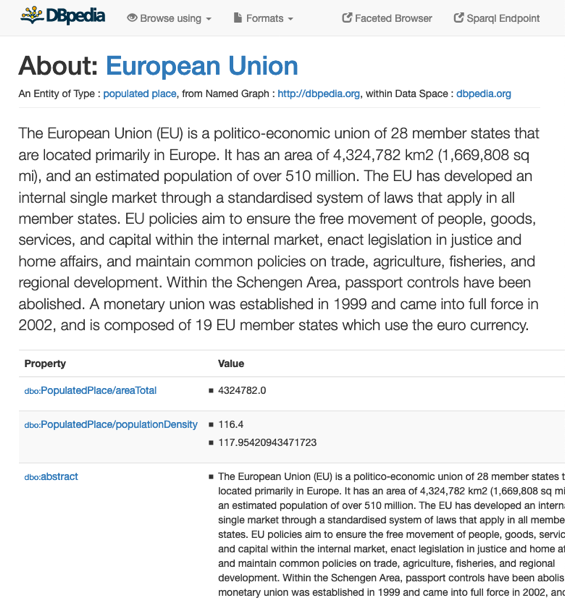 DBpedia Browse using Formats Faceted Browser Sparql Endpoint
About: European Union
An Entity of Type : populated place, from Named Graph : http://dbpedia.org, within Data Space : dbpedia.org
The European Union (EU) is a politico-economic union of 28 member states that
are located primarily in Europe. It has an area of 4,324,782 km2 (1,669,808 sq
mi), and an estimated population of over 510 million. The EU has developed an
internal single market through a standardised system of laws that apply in all
member states. EU policies aim to ensure the free movement of people, goods,
services, and capital within the internal market, enact legislation in justice and
home affairs, and maintain common policies on trade, agriculture, fisheries, and
regional development. Within the Schengen Area, passport controls have been
abolished. A monetary union was established in 1999 and came into full force in
2002, and is composed of 19 EU member states which use the euro currency.
Property Value
dbo:PopulatedPlace/areaTotal ▪ 4324782.0
dbo:PopulatedPlace/populationDensity ▪ 116.4
▪ 117.95420943471723
dbo:abstract ▪ The European Union (EU) is a politico-economic union of 28 member states t
located primarily in Europe. It has an area of 4,324,782 km2 (1,669,808 sq mi
an estimated population of over 510 million. The EU has developed an intern
single market through a standardised system of laws that apply in all membe
states. EU policies aim to ensure the free movement of people, goods, servic
and capital within the internal market, enact legislation in justice and home af
and maintain common policies on trade, agriculture, fisheries, and regional
development. Within the Schengen Area, passport controls have been abolis
monetary union was established in 1999 and came into full force in 2002, and